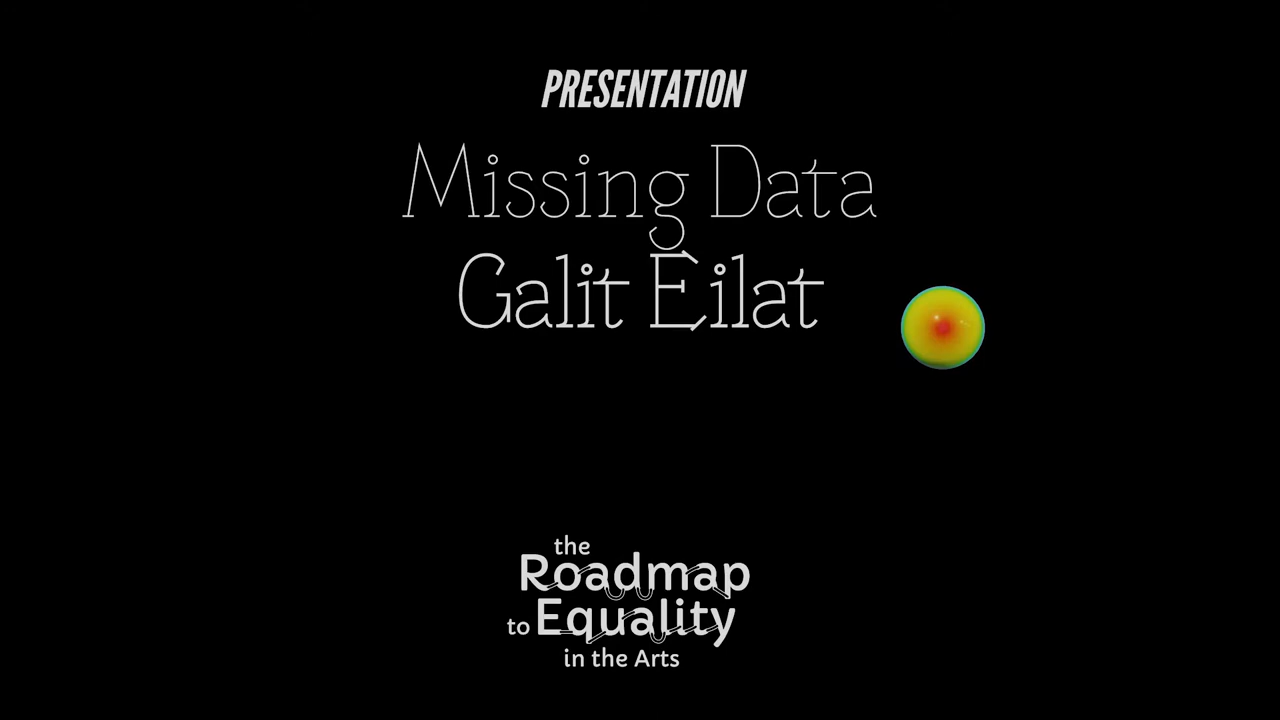 PRESENTATION
Missing Data
Galit Eilat
the
Roadmap
to Equality
in the Arts